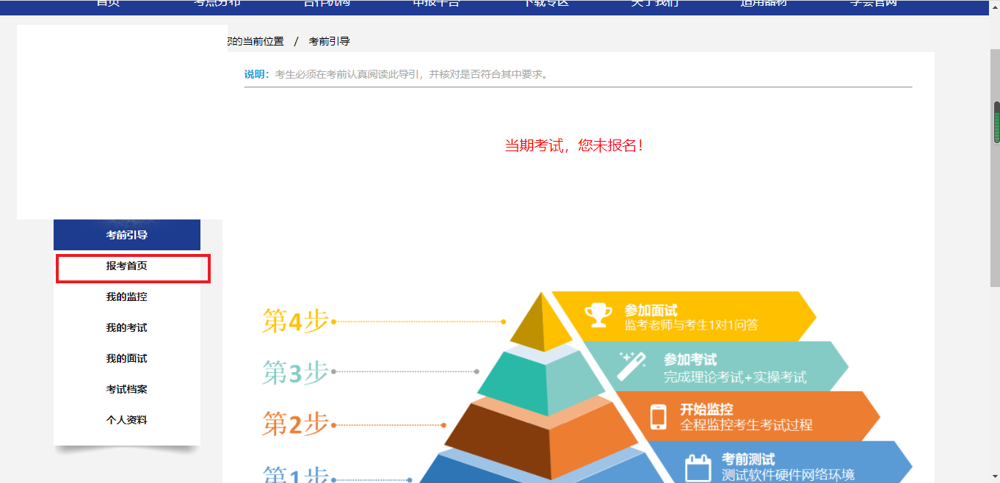 首页 考点分布 合作机构 申报平台 下载专区 关于我们 适用器材 学会官网
您的当前位置 / 考前引导
说明：考生必须在考前认真阅读此导引，并核对是否符合其中要求。
当期考试，您未报名！
考前引导
报考首页
我的监控
我的考试
我的面试
考试档案
个人资料
第4步
参加面试
监考老师与考生1对1问答
第3步
参加考试
完成理论考试+实操考试
第2步
开始监控
全程监控考生考试过程
第1步
考前测试
测试软件硬件网络环境